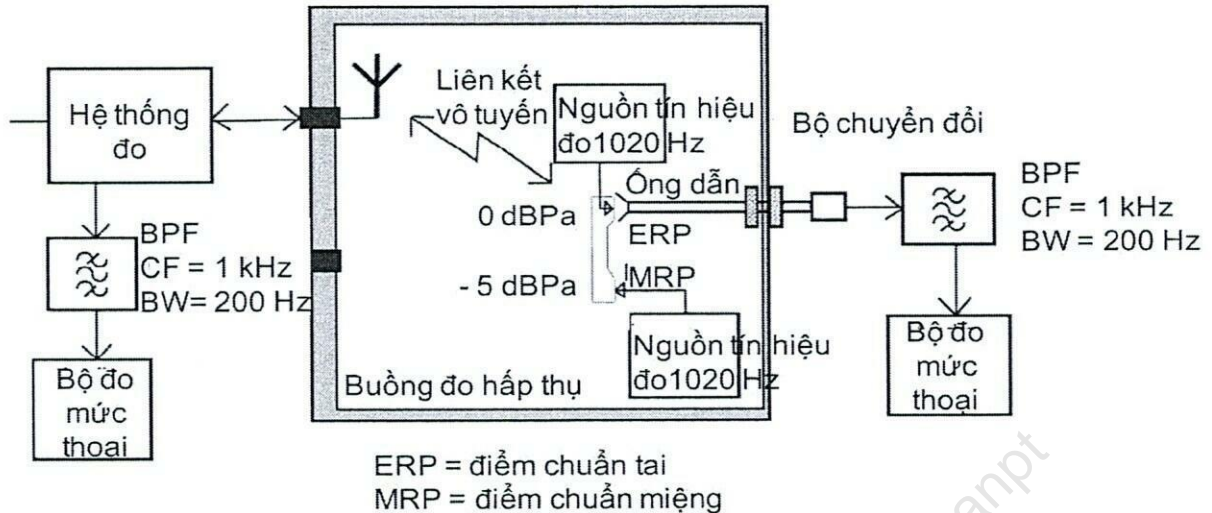 Hệ thống
đo
BPF
CF = 1 kHz
BW= 200 Hz
Bộ đo
mức
thoại
Liên kết
vô tuyến
Nguồn tín hiệu
đo1020 Hz
Ống dẫn
0 dBPa
ERP
- 5 dBPa
MRP
Nguồn tín hiệu
đo1020 Hz
Buồng đo hấp thụ
Bộ chuyển đổi
BPF
CF = 1 kHz
BW = 200 Hz
Bộ đo
mức
thoại
ERP = điểm chuẩn tai
MRP = điểm chuẩn miệng